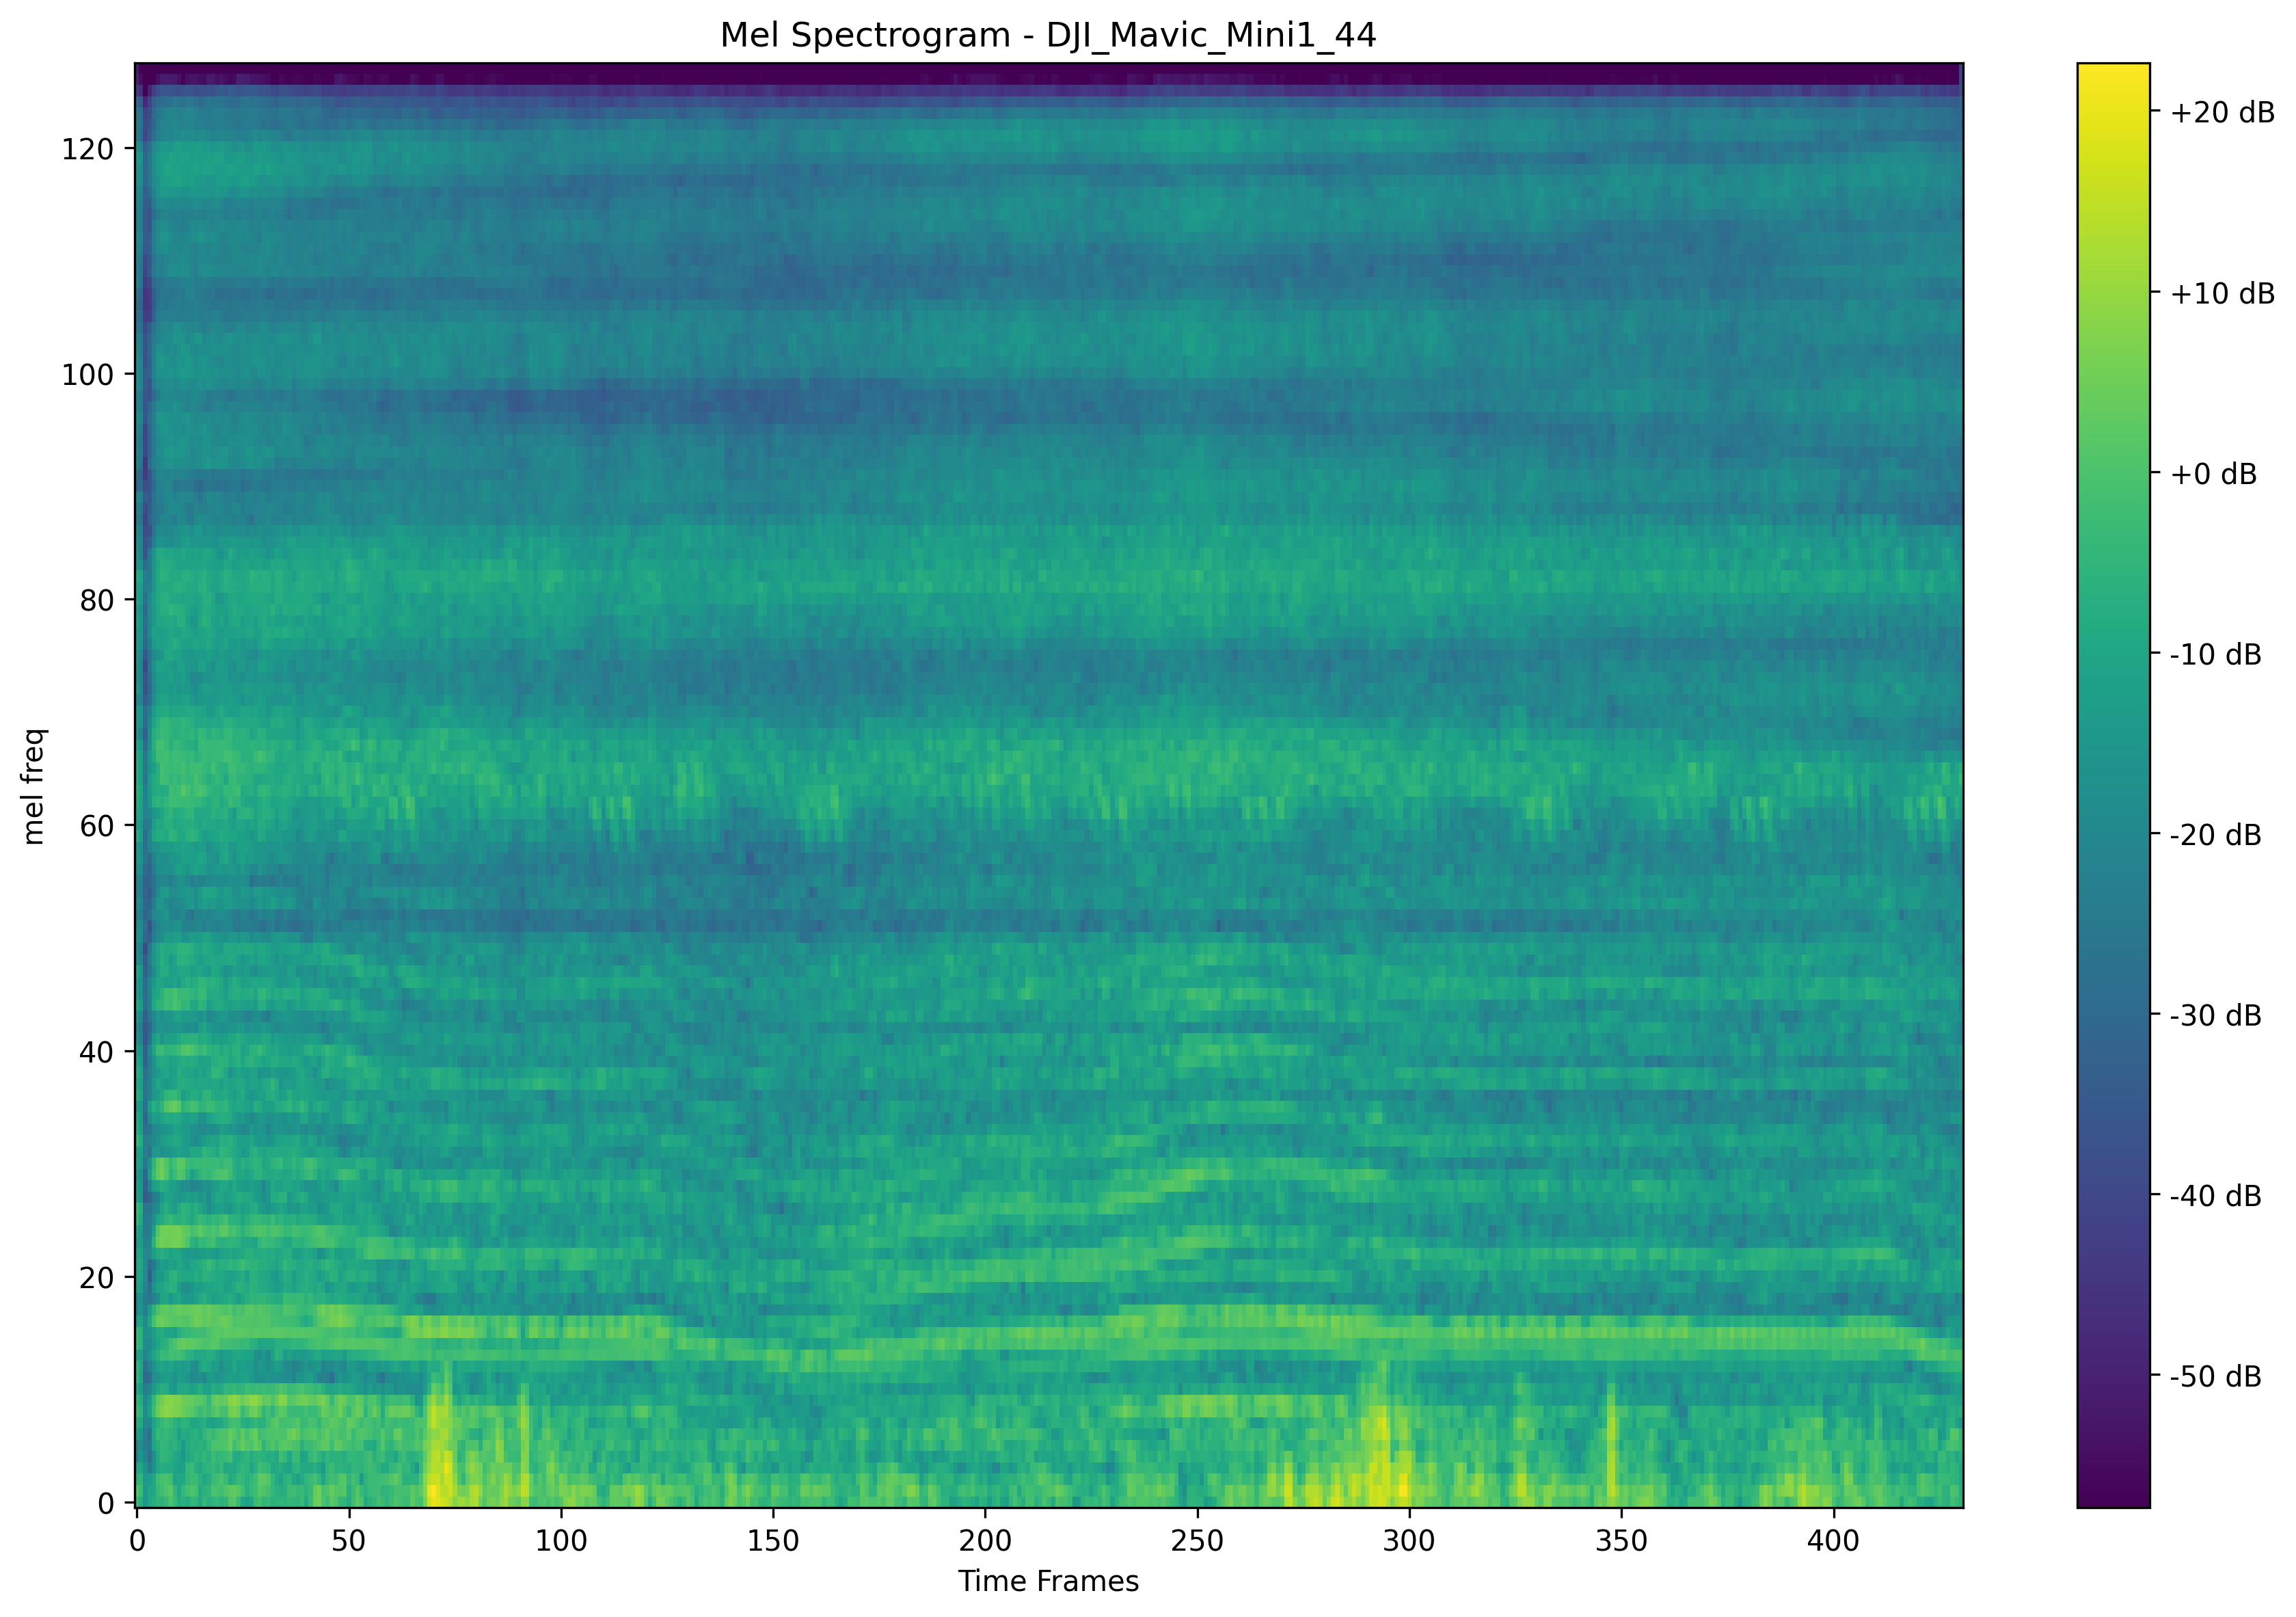 Mel Spectrogram - DJI_Mavic_Mini1_44
mel freq
120
100
80
60
40
20
0
0 50 100 150 200 250 300 350 400
Time Frames
+20 dB
+10 dB
+0 dB
-10 dB
-20 dB
-30 dB
-40 dB
-50 dB